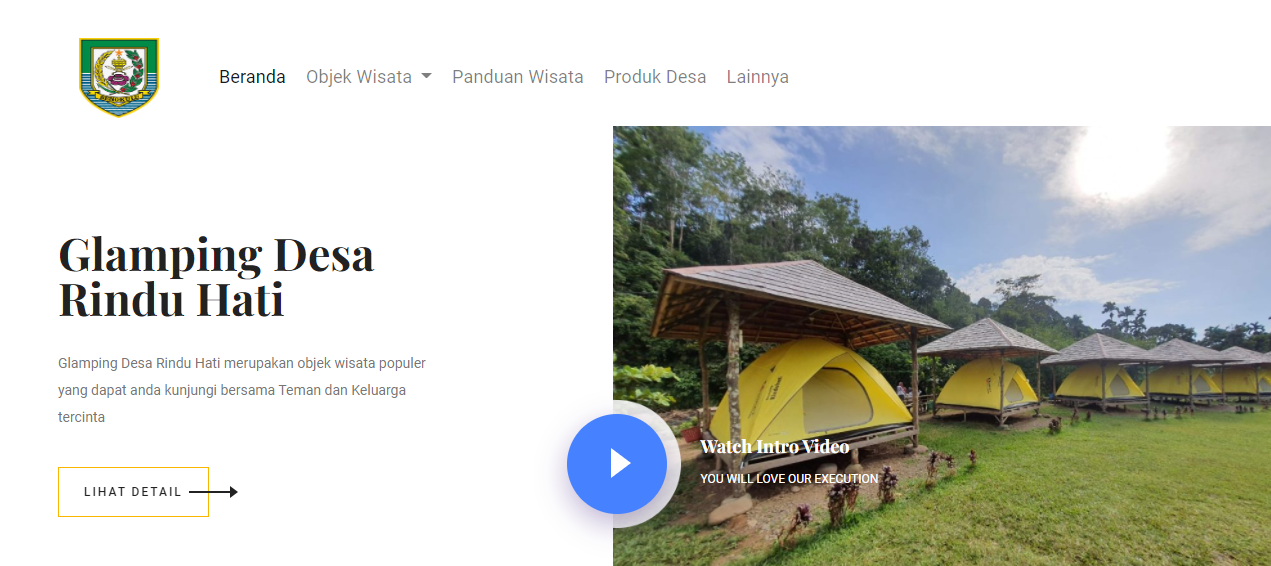 Beranda Objek Wisata Panduan Wisata Produk Desa Lainnya
Glamping Desa
Rindu Hati
Glamping Desa Rindu Hati merupakan objek wisata populer
yang dapat anda kunjungi bersama Teman dan Keluarga
tercinta
LIHAT DETAIL
Watch Intro Video
YOU WILL LOVE OUR EXECUTION